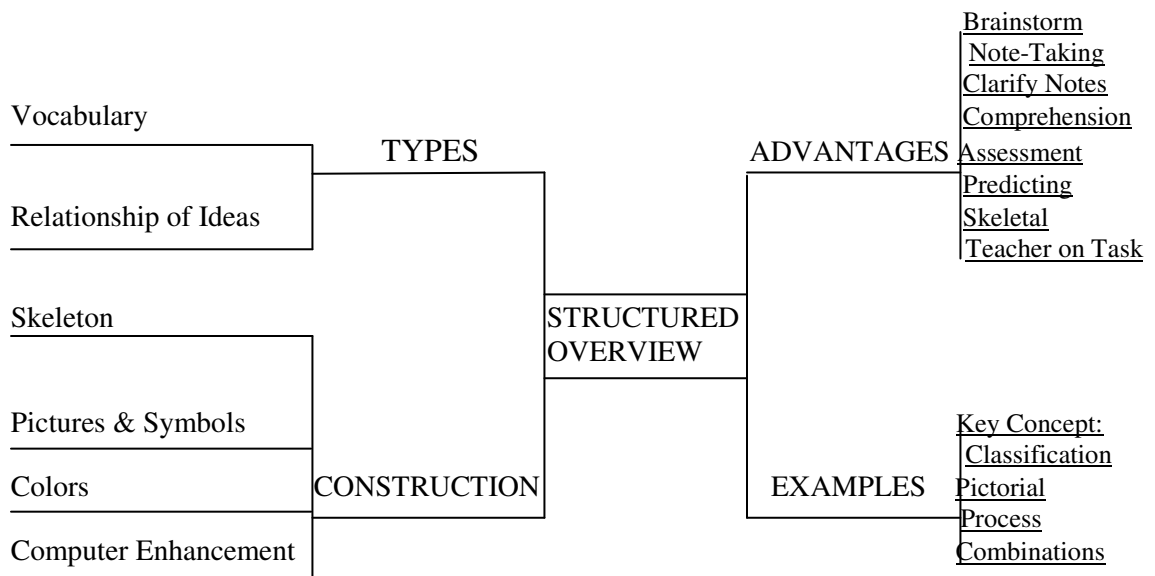 Brainstorm
Note-Taking
Clarify Notes
Comprehension
Vocabulary
TYPES
ADVANTAGES
Assessment
Predicting
Relationship of Ideas
Skeletal
Teacher on Task
Skeleton
STRUCTURED
OVERVIEW
Pictures & Symbols
Key Concept:
Classification
Colors
CONSTRUCTION
EXAMPLES
Pictorial
Process
Computer Enhancement
Combinations